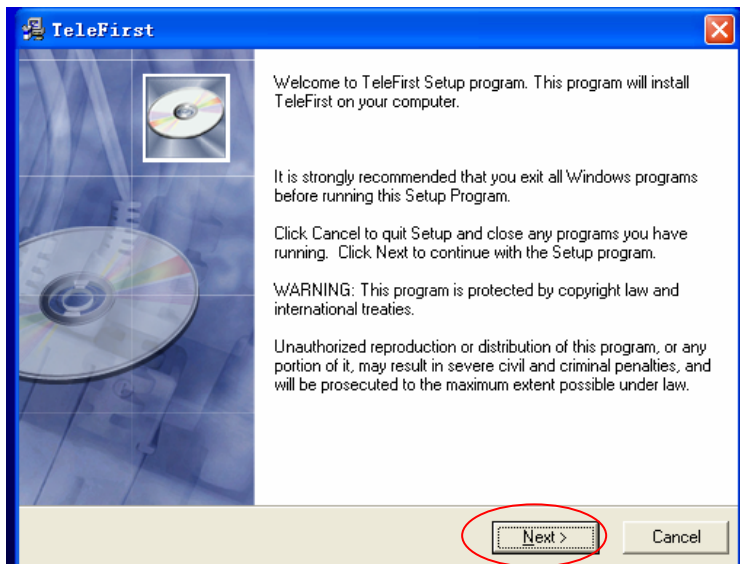 TeleFirst
Welcome to TeleFirst Setup program. This program will install
TeleFirst on your computer.
It is strongly recommended that you exit all Windows programs
before running this Setup Program.
Click Cancel to quit Setup and close any programs you have
running. Click Next to continue with the Setup program.
WARNING: This program is protected by copyright law and
international treaties.
Unauthorized reproduction or distribution of this program, or any
portion of it, may result in severe civil and criminal penalties, and
will be prosecuted to the maximum extent possible under law.
Next > Cancel